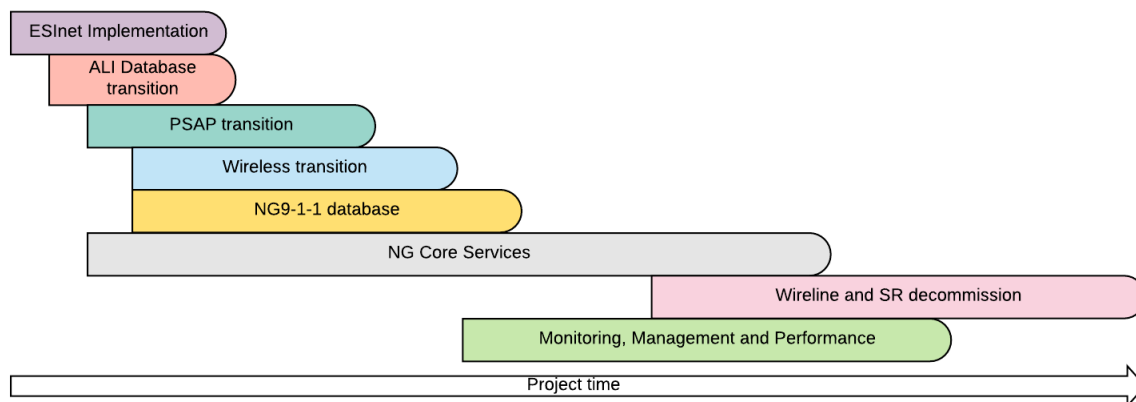 ESInet Implementation
ALI Database
transition
PSAP transition
Wireless transition
NG9-1-1 database
NG Core Services
Wireline and SR decommission
Monitoring, Management and Performance
Project time